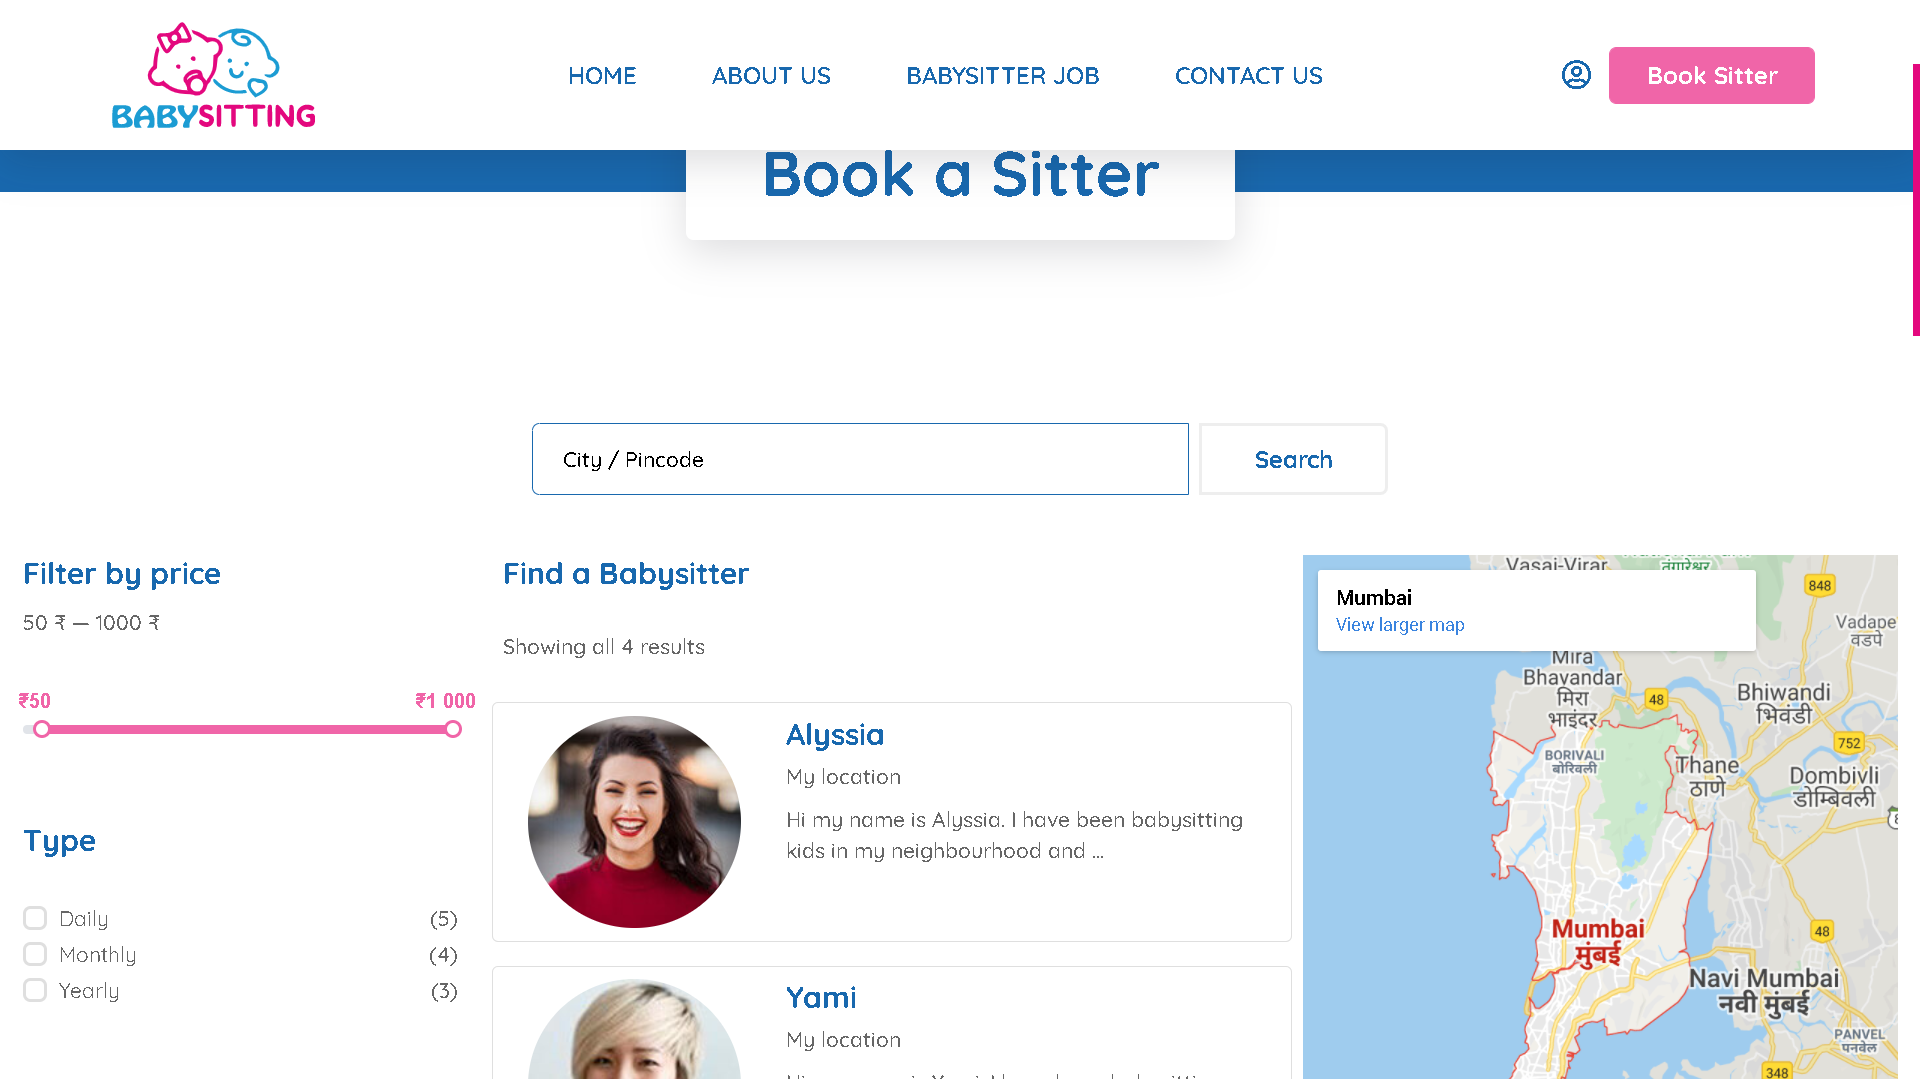 BABYSITTING
HOME
ABOUT US
BABYSITTER JOB
CONTACT US
Book Sitter
Book a Sitter
City / Pincode
Search
Filter by price
50 ₹ — 1000 ₹
₹50
₹1 000
Type
Daily (5)
Monthly (4)
Yearly (3)
Find a Babysitter
Showing all 4 results
Alyssia
My location
Hi my name is Alyssia. I have been babysitting
kids in my neighbourhood and ...
Yami
My location
Vasai-Virar
तुंगारेश्वर
Mumbai
View larger map
848
Vadape
वडपे
Mira
Bhavandar
मिरा
भाइंदर
48
Bhiwandi
भिवंडी
752
BORIVALI
बोरिवली
Thane
ठाणे
Dombivli
डोम्बिवली
Mumbai
मुंबई
48
Navi Mumbai
नवी मुंबई
PANVEL
पनवेल
348